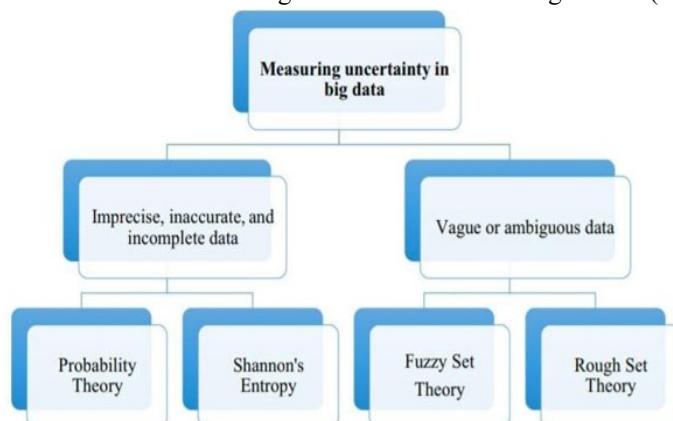 Measuring uncertainty in
big data
Imprecise, inaccurate, and
incomplete data
Vague or ambiguous data
Probability
Theory
Shannon's
Entropy
Fuzzy Set
Theory
Rough Set
Theory